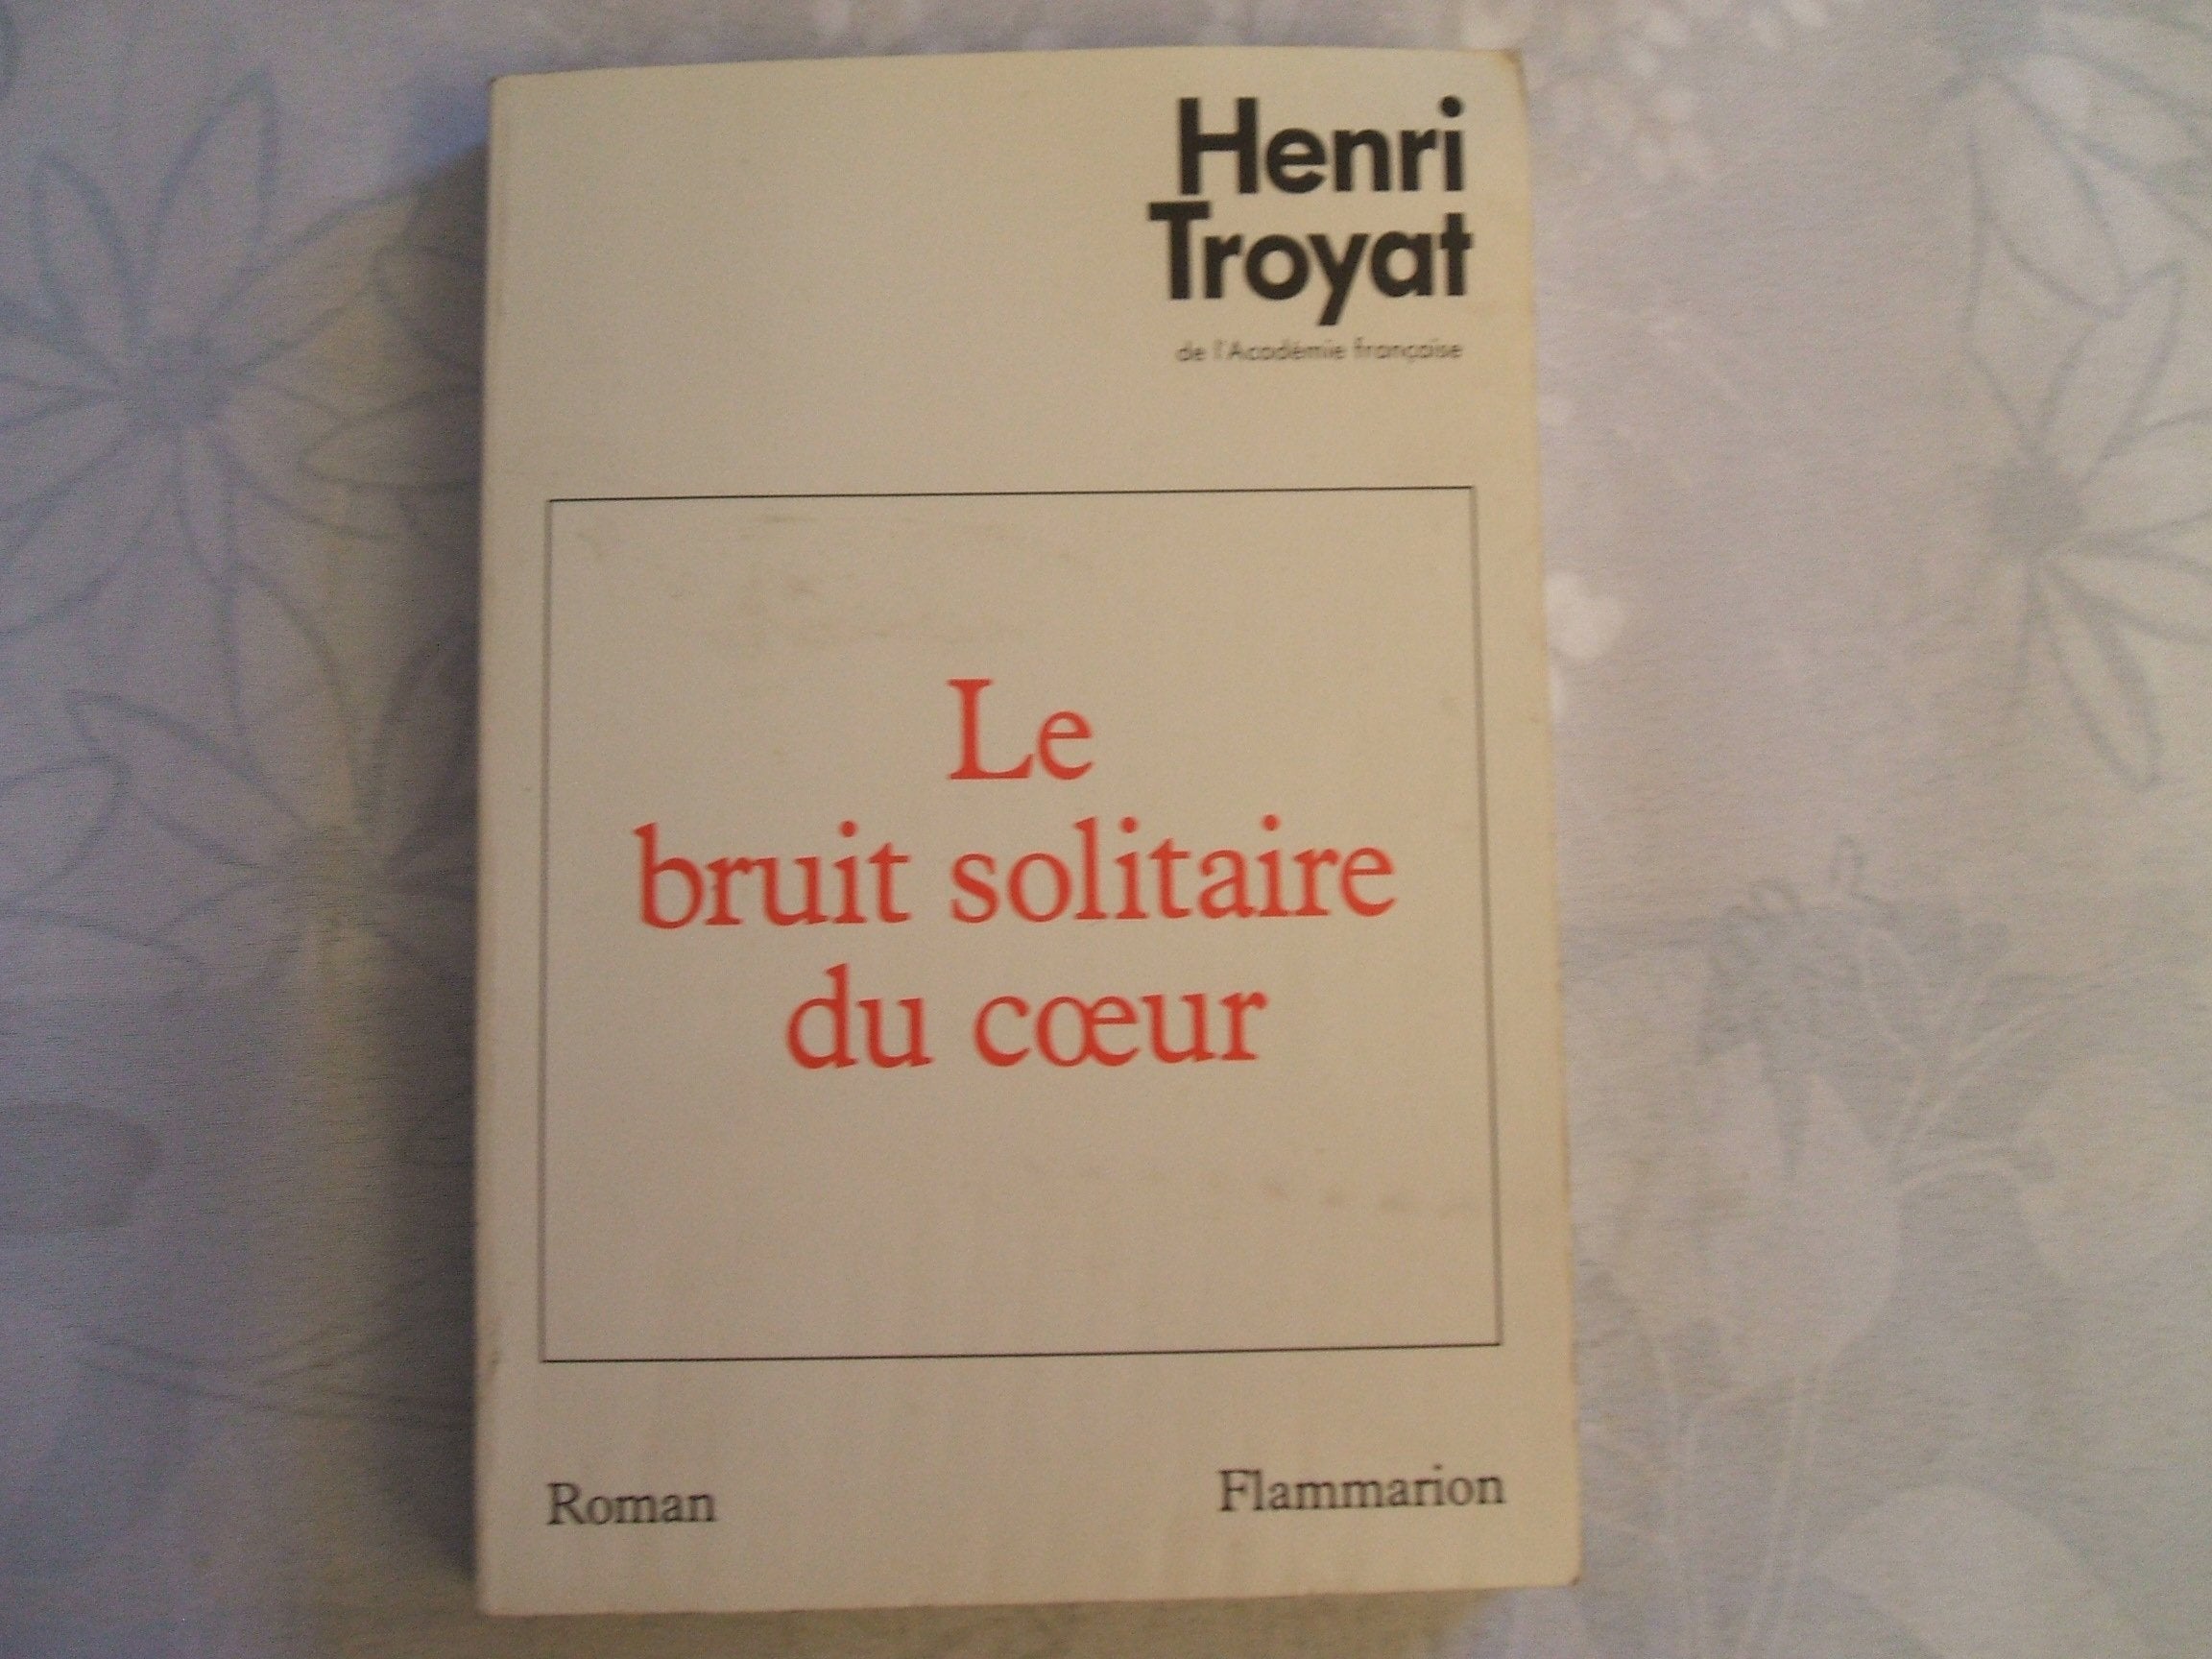 Henri
Troyat
de l'Académie française
Le
bruit solitaire
du cœur
Roman
Flammarion